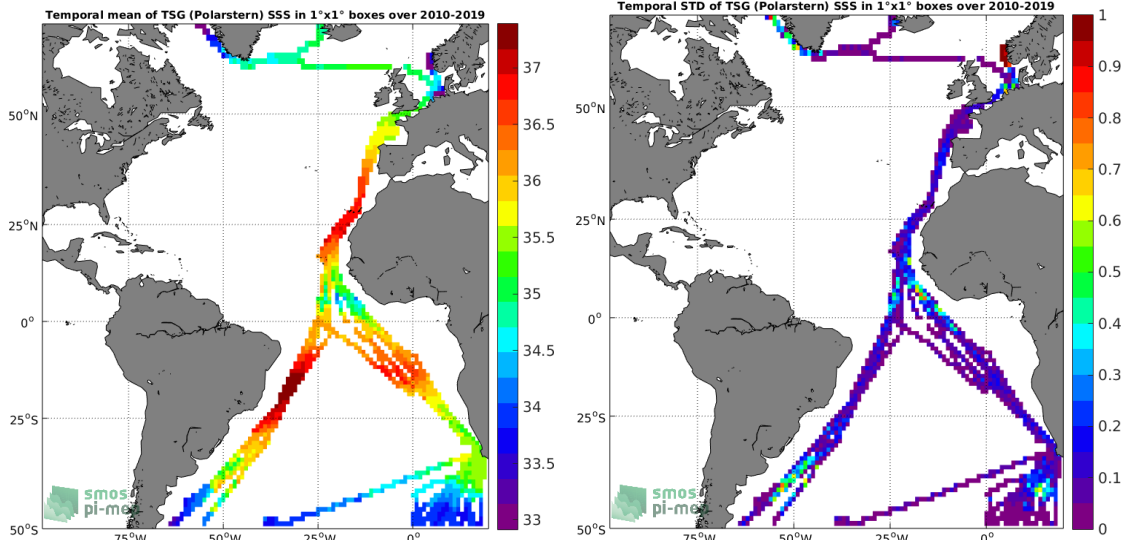 Temporal mean of TSG (Polarstern) SSS in 1°x1° boxes over 2010-2019
50°N
25°N
0°
25°S
50°S
75°W
50°W
25°W
0°
37
36.5
36
35.5
35
34.5
34
33.5
33
smos
pi-mep
Temporal STD of TSG (Polarstern) SSS in 1°x1° boxes over 2010-2019
50°N
25°N
0°
25°S
50°S
75°W
50°W
25°W
0°
1
0.9
0.8
0.7
0.6
0.5
0.4
0.3
0.2
0.1
0
smos
pi-mep